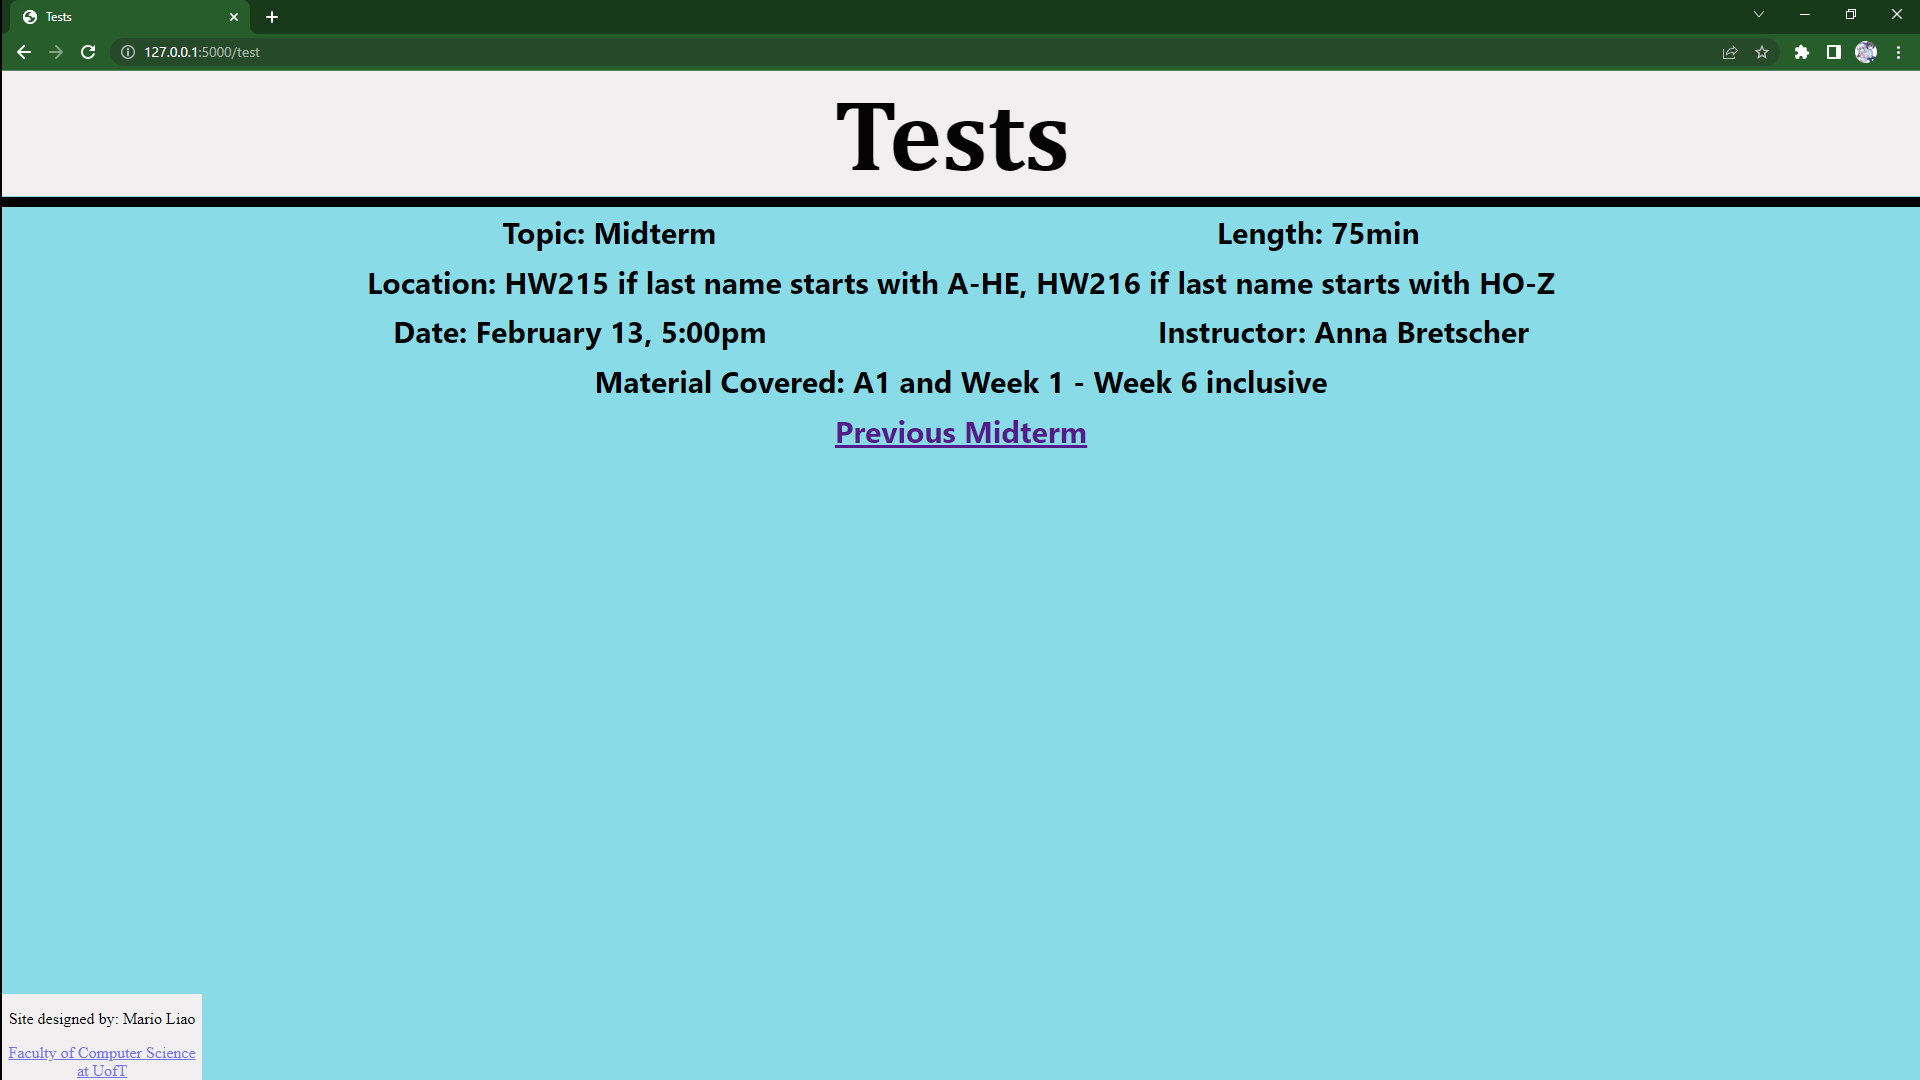 Tests
127.0.0.1:5000/test
Tests
Topic: Midterm
Length: 75min
Location: HW215 if last name starts with A-HE, HW216 if last name starts with HO-Z
Date: February 13, 5:00pm
Instructor: Anna Bretscher
Material Covered: A1 and Week 1 - Week 6 inclusive
Previous Midterm
Site designed by: Mario Liao
Faculty of Computer Science
at UofT